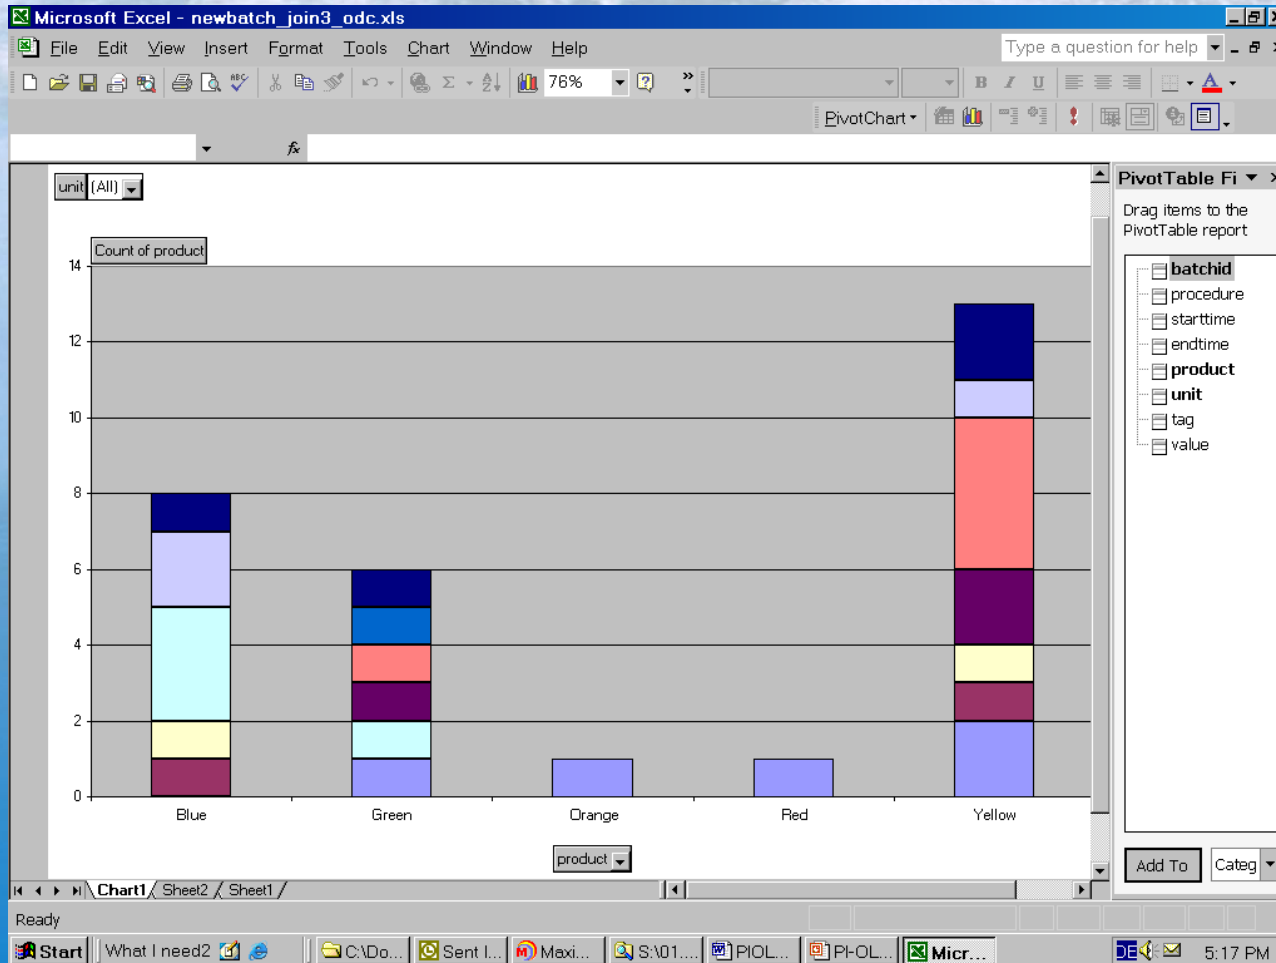 Microsoft Excel - newbatch_join3_odc.xls
File Edit View Insert Format Tools Chart Window Help
Type a question for help
76%
B I U A
PivotChart
fx
unit (All)
PivotTable Fi
Drag items to the
PivotTable report
Count of product
14
12
10
8
6
4
2
0
Blue Green Orange Red Yellow
product
batchid
procedure
starttime
endtime
product
unit
tag
value
Add To Categ
Chart1 Sheet2 Sheet1
Ready
Start What I need2 C:\Do... Sent I... Maxi... S:\01.... PIOL... PI-OL... Micr... DE 5:17 PM